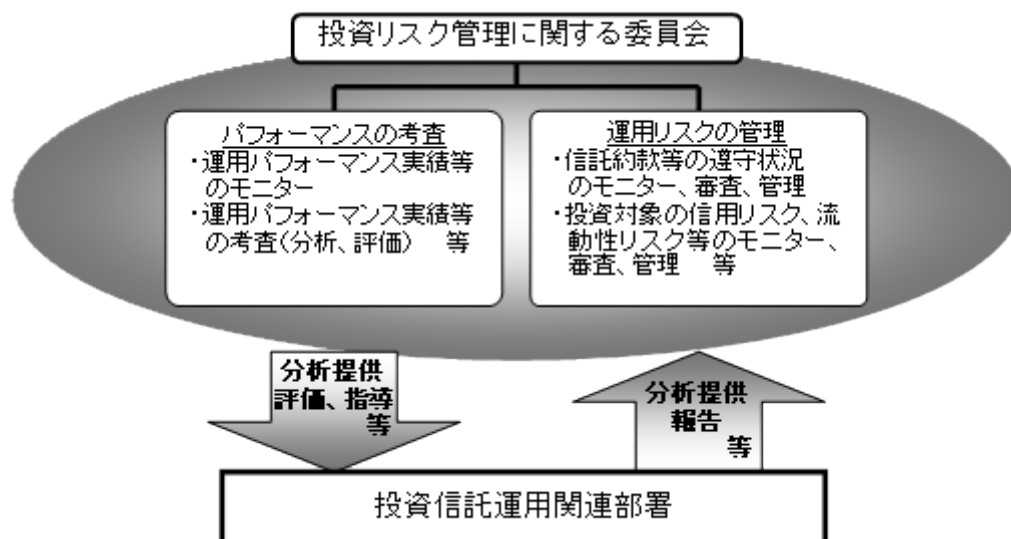 投資リスク管理に関する委員会
パフォーマンスの考査
・運用パフォーマンス実績等
のモニター
・運用パフォーマンス実績等
の考査(分析、評価) 等
運用リスクの管理
・信託約款等の遵守状況
のモニター、審査、管理
・投資対象の信用リスク、流
動性リスク等のモニター、
審査、管理 等
分析提供
評価、指導
等
分析提供
報告
等
投資信託運用関連部署